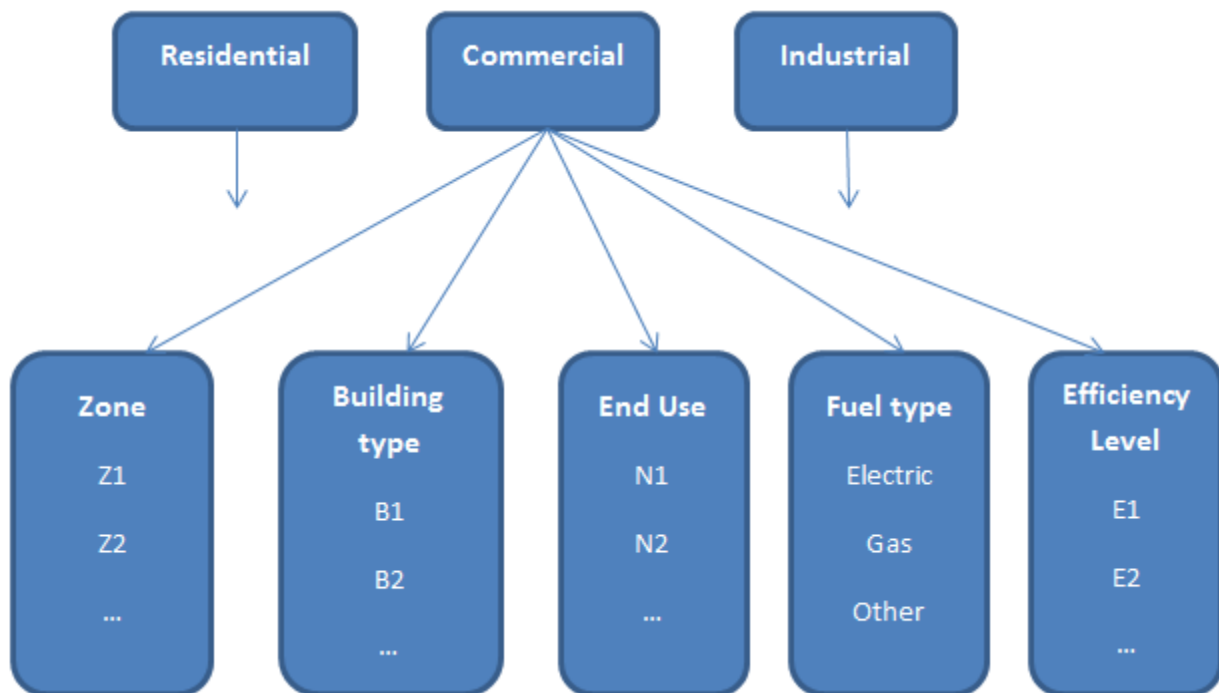 Residential
Commercial
Industrial
Zone
Z1
Z2
...
Building
type
B1
B2
...
End Use
N1
N2
...
Fuel type
Electric
Gas
Other
Efficiency
Level
E1
E2
...